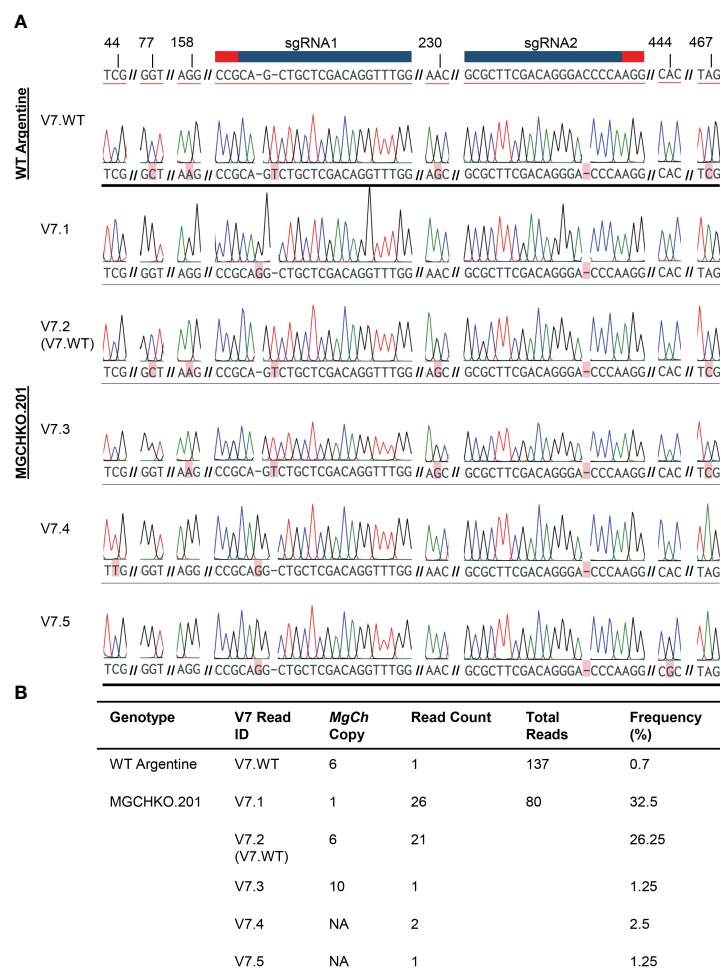 A
44 77 158 sgRNA1 230 sgRNA2 444 467
TCG // GGT // AGG // CCGCA-G-CTGCTCGACAGGTTTGG // AAC // GCGCTTCGACAGGGACCCCAAGG // CAC // TAG
WT Argentine
V7.WT
TCG // GCT // AAG // CCGCA-GTCTGCTCGACAGGTTTGG // AGC // GCGCTTCGACAGGGA-CCCAAGG // CAC // TCG
V7.1
TCG // GGT // AGG // CCGCAGG-CTGCTCGACAGGTTTGG // AAC // GCGCTTCGACAGGGA-CCCAAGG // CAC // TAG
MGCHKO.201
V7.2
(V7.WT)
TCG // GCT // AAG // CCGCA-GTCTGCTCGACAGGTTTGG // AGC // GCGCTTCGACAGGGA-CCCAAGG // CAC // TCG
V7.3
TCG // GGT // AAG // CCGCA-GTCTGCTCGACAGGTTTGG // AGC // GCGCTTCGACAGGGA-CCCAAGG // CAC // TCG
V7.4
TTG // GGT // AGG // CCGCAGG-CTGCTCGACAGGTTTGG // AAC // GCGCTTCGACAGGGA-CCCAAGG // CAC // TAG
V7.5
TCG // GGT // AGG // CCGCAGG-CTGCTCGACAGGTTTGG // AAC // GCGCTTCGACAGGGA-CCCAAGG // CGC // TAG
B
Genotype V7 Read ID MgCh Copy Read Count Total Reads Frequency (%)
WT Argentine V7.WT 6 1 137 0.7
MGCHKO.201 V7.1 1 26 80 32.5
V7.2 (V7.WT) 6 21 26.25
V7.3 10 1 1.25
V7.4 NA 2 2.5
V7.5 NA 1 1.25